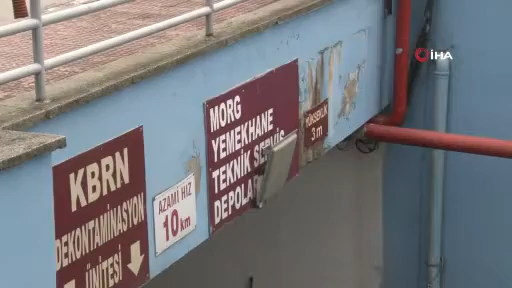 İHA
KBRN
DEKONTAMİNASYON
ÜNİTESİ
AZAMİ HIZ
10 km
MORG
YEMEKHANE
TEKNİK SERVİS
DEPOLAR
YÜKSEKLİK
3 m